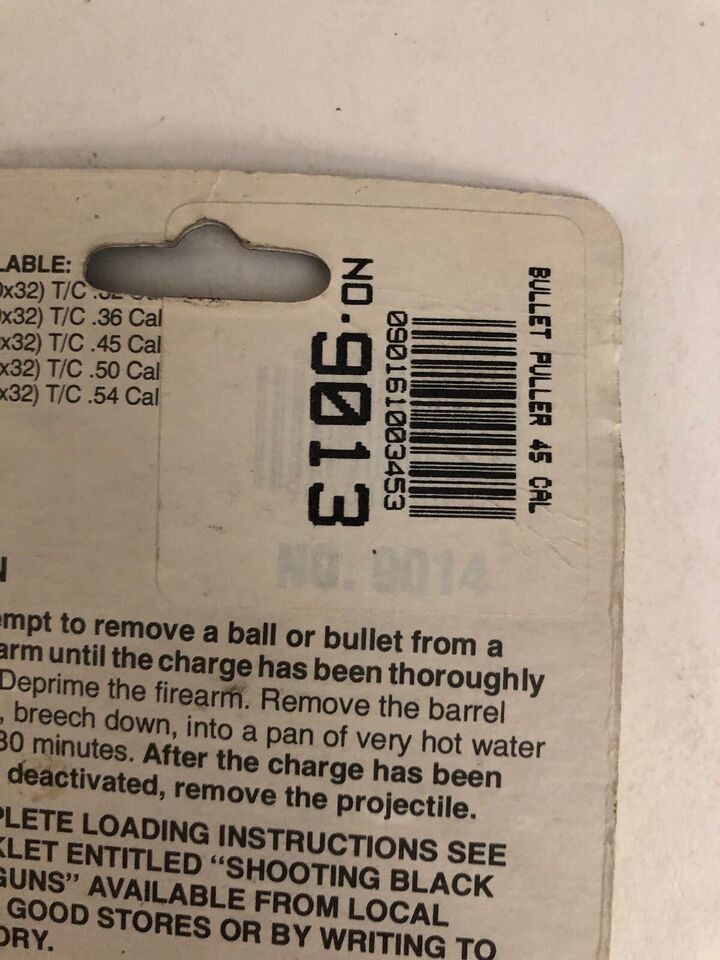 LABLE:
x32) T/C
x32) T/C .36 Cal
x32) T/C .45 Cal
x32) T/C .50 Cal
x32) T/C .54 Cal
NO. 9013
090161003453
BULLET PULLER 45 CAL
NO. 9014
empt to remove a ball or bullet from a
arm until the charge has been thoroughly
Deprime the firearm. Remove the barrel
, breech down, into a pan of very hot water
30 minutes. After the charge has been
deactivated, remove the projectile.
PLETE LOADING INSTRUCTIONS SEE
KLET ENTITLED “SHOOTING BLACK
GUNS” AVAILABLE FROM LOCAL
GOOD STORES OR BY WRITING TO
ORY.